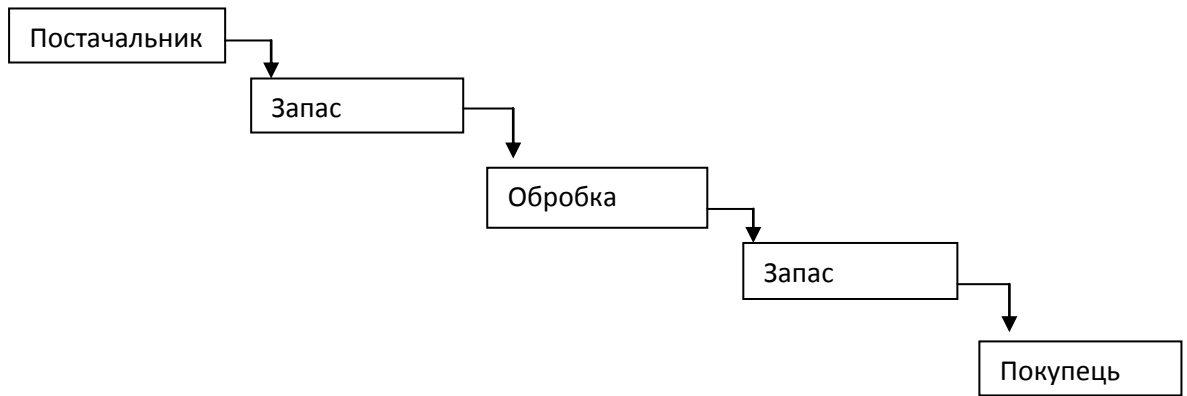 Постачальник
Запас
Обробка
Запас
Покупець